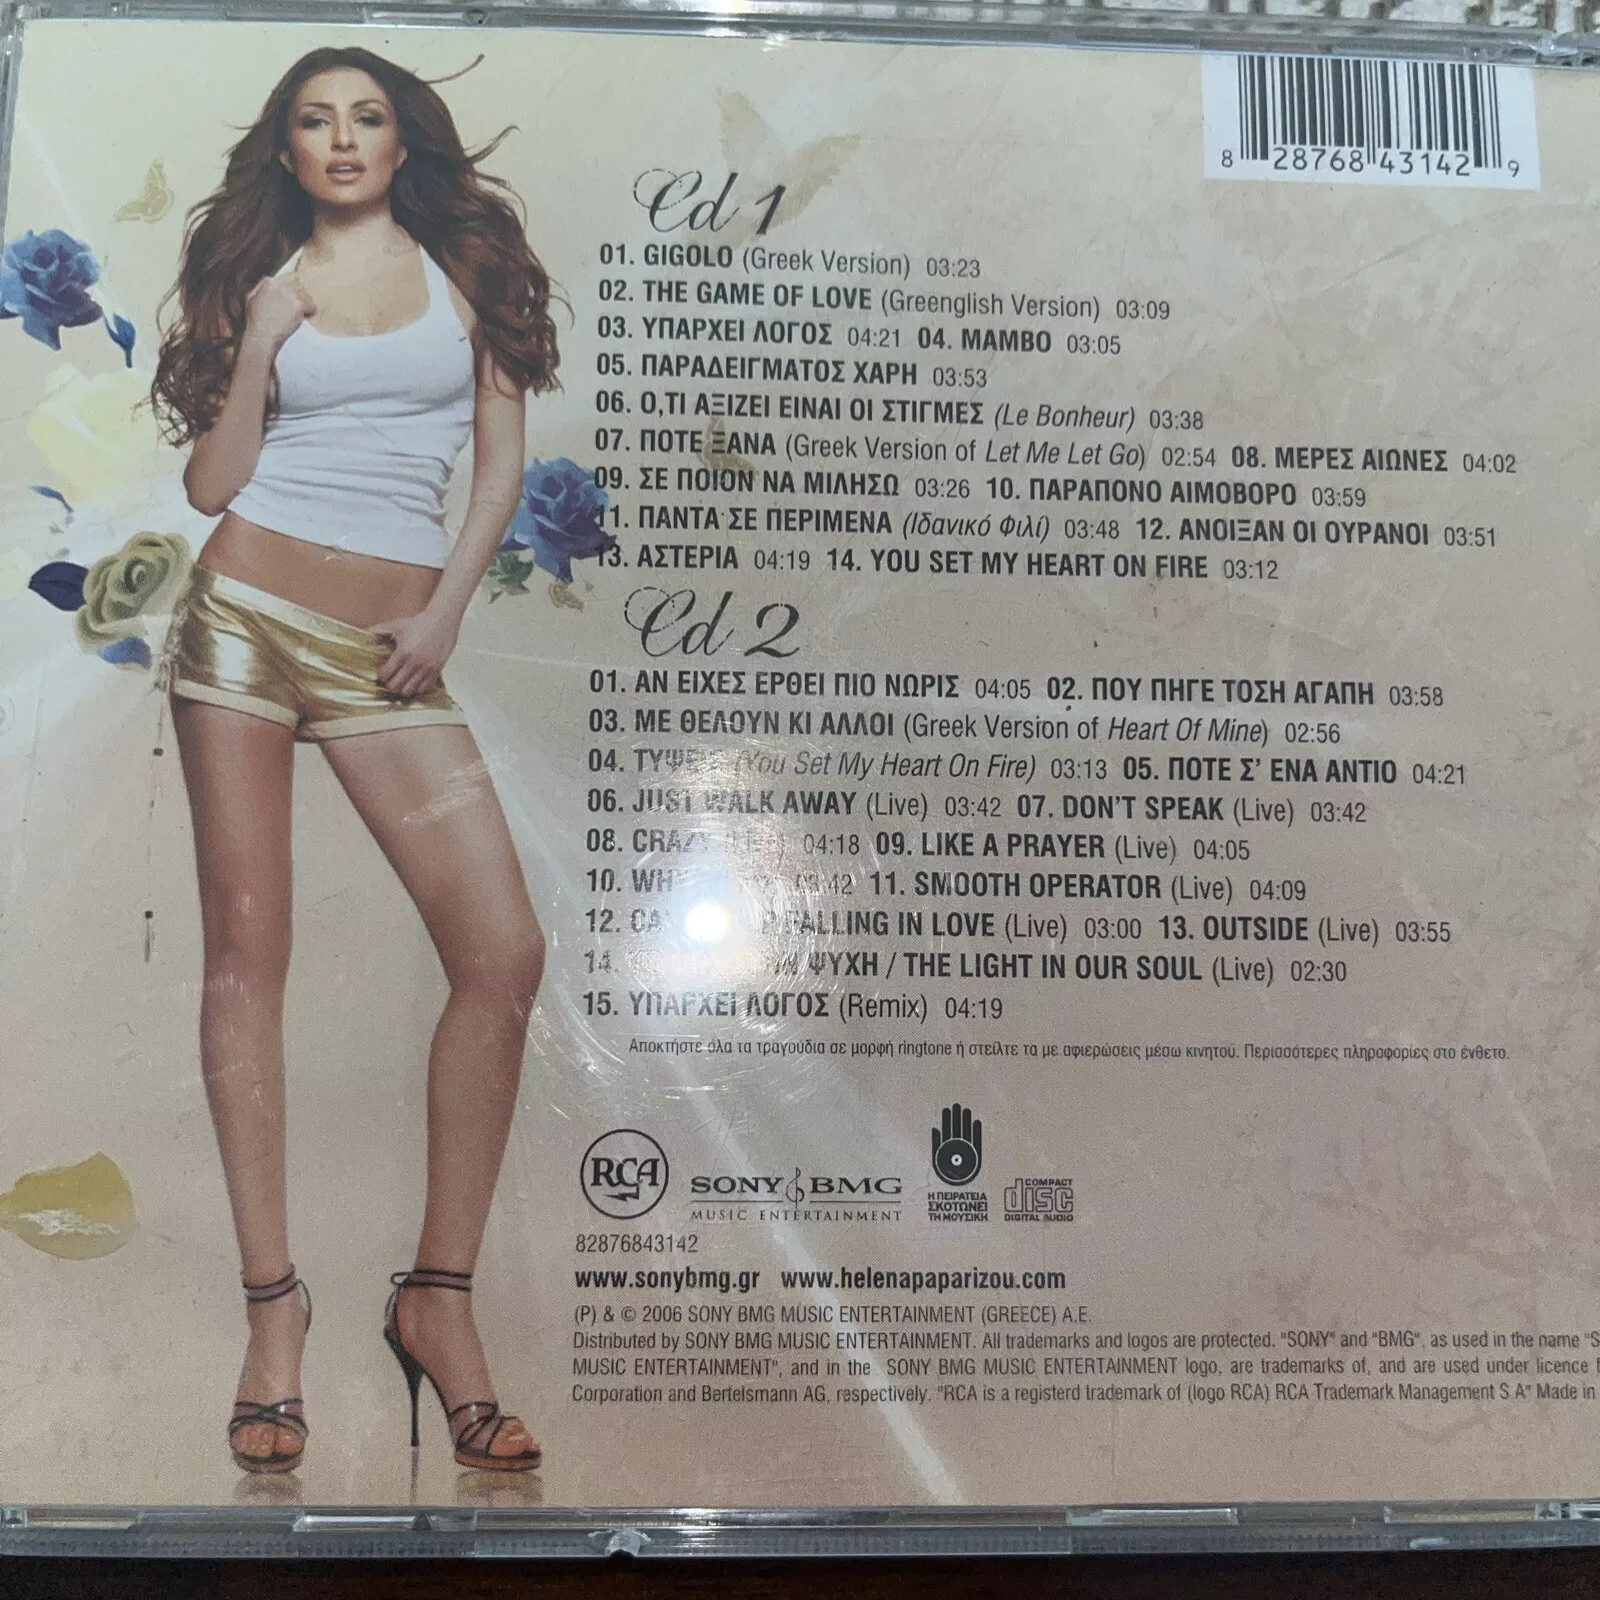 8 28768 43142 9
Cd 1
01. GIGOLO (Greek Version) 03:23
02. THE GAME OF LOVE (Greenglish Version) 03:09
03. ΥΠΑΡΧΕΙ ΛΟΓΟΣ 04:21 04. MAMBO 03:05
05. ΠΑΡΑΔΕΙΓΜΑΤΟΣ ΧΑΡΗ 03:53
06. Ο,ΤΙ ΑΞΙΖΕΙ ΕΙΝΑΙ ΟΙ ΣΤΙΓΜΕΣ (Le Bonheur) 03:38
07. ΠΟΤΕ ΞΑΝΑ (Greek Version of Let Me Let Go) 02:54 08. ΜΕΡΕΣ ΑΙΩΝΕΣ 04:02
09. ΣΕ ΠΟΙΟΝ ΝΑ ΜΙΛΗΣΩ 03:26 10. ΠΑΡΑΠΟΝΟ ΑΙΜΟΒΟΡΟ 03:59
11. ΠΑΝΤΑ ΣΕ ΠΕΡΙΜΕΝΑ (Ιδανικό Φιλί) 03:48 12. ΑΝΟΙΞΑΝ ΟΙ ΟΥΡΑΝΟΙ 03:51
13. ΑΣΤΕΡΙΑ 04:19 14. YOU SET MY HEART ON FIRE 03:12
Cd 2
01. ΑΝ ΕΙΧΕΣ ΕΡΘΕΙ ΠΙΟ ΝΩΡΙΣ 04:05 02. ΠΟΥ ΠΗΓΕ ΤΟΣΗ ΑΓΑΠΗ 03:58
03. ΜΕ ΘΕΛΟΥΝ ΚΙ ΑΛΛΟΙ (Greek Version of Heart Of Mine) 02:56
04. (You Set My Heart On Fire) 03:13 05. ΠΟΤΕ Σ' ΕΝΑ ΑΝΤΙΟ 04:21
06. JUST WALK AWAY (Live) 03:42 07. DON'T SPEAK (Live) 03:42
08. CRAZY (Live) 04:18 09. LIKE A PRAYER (Live) 04:05
10. 03:42 11. SMOOTH OPERATOR (Live) 04:09
12. FALLING IN LOVE (Live) 03:00 13. OUTSIDE (Live) 03:55
14. ΨΥΧΗ / THE LIGHT IN OUR SOUL (Live) 02:30
15. ΥΠΑΡΧΕΙ ΛΟΓΟΣ (Remix) 04:19
Αποκτήστε όλα τα τραγούδια σε μορφή ringtone ή στείλτε τα με αφιερώσεις μέσω κινητού. Περισσότερες πληροφορίες στο ένθετο.
RCA
SONY BMG
MUSIC ENTERTAINMENT
Η ΠΕΙΡΑΤΕΙΑ
ΣΚΟΤΩΝΕΙ
ΤΗ ΜΟΥΣΙΚΗ
COMPACT
disc
DIGITAL AUDIO
82876843142
www.sonybmg.gr www.helenapaparizou.com
(P) & © 2006 SONY BMG MUSIC ENTERTAINMENT (GREECE) A.E.
Distributed by SONY BMG MUSIC ENTERTAINMENT. All trademarks and logos are protected. "SONY" and "BMG", as used in the name "S
MUSIC ENTERTAINMENT", and in the SONY BMG MUSIC ENTERTAINMENT logo, are trademarks of, and are used under licence
Corporation and Bertelsmann AG, respectively. "RCA is a registerd trademark of (logo RCA) RCA Trademark Management S.A" Made in